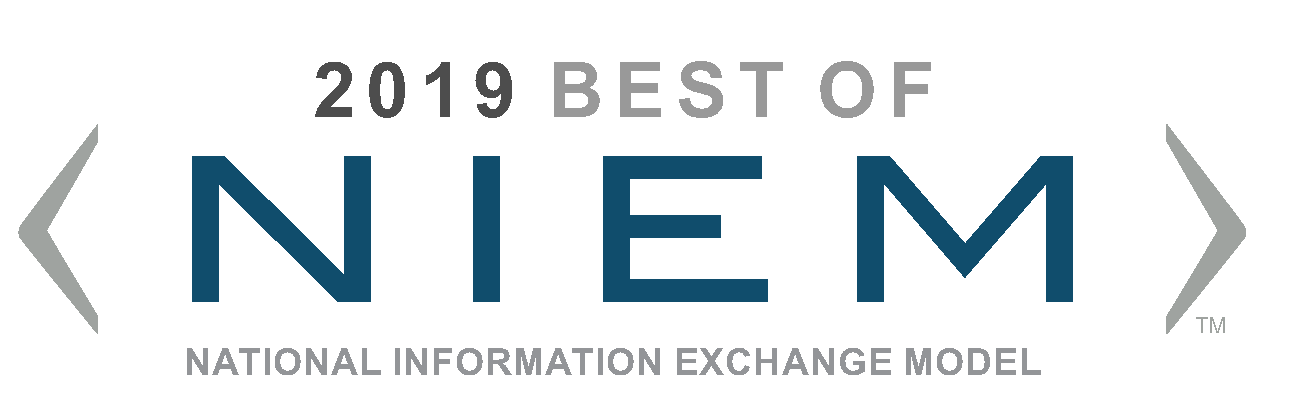 2019 BEST OF
NIEM
TM
NATIONAL INFORMATION EXCHANGE MODEL